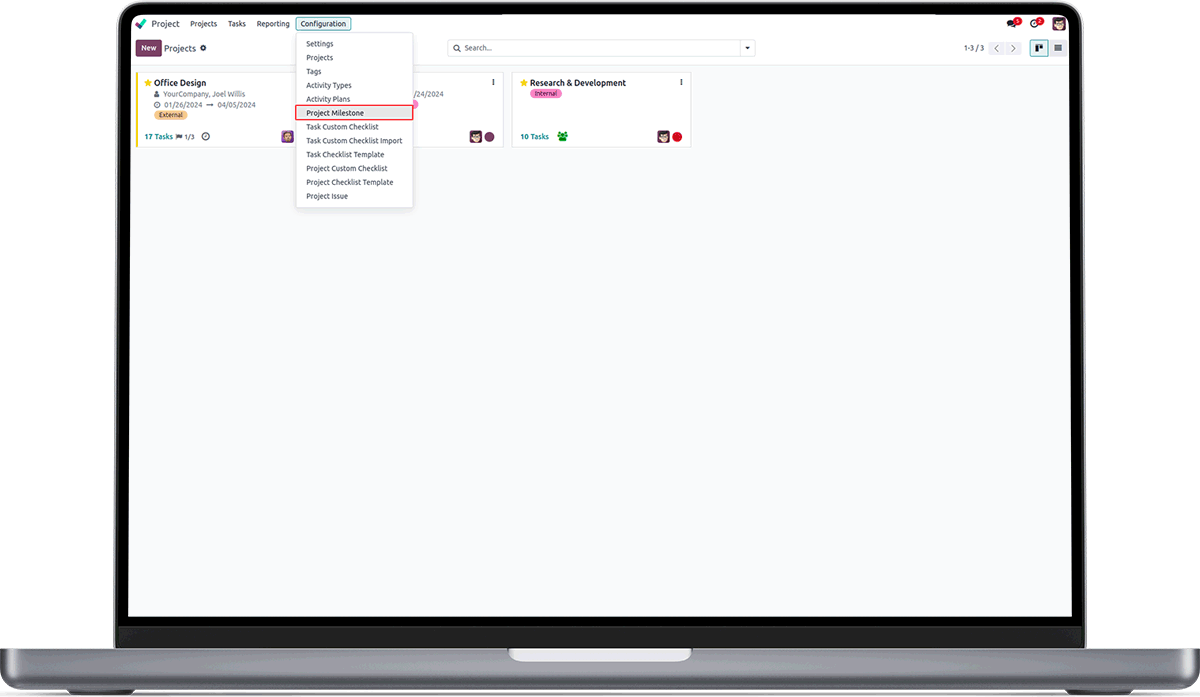 Project Projects Tasks Reporting Configuration 5 2
New Projects Search... 1-3 / 3
Settings
Projects
Tags
Activity Types
Activity Plans
Project Milestone
Task Custom Checklist
Task Custom Checklist Import
Task Checklist Template
Project Custom Checklist
Project Checklist Template
Project Issue
Office Design
YourCompany, Joel Willis
01/26/2024 → 04/05/2024
External
17 Tasks 1/3
/24/2024
Research & Development
Internal
10 Tasks